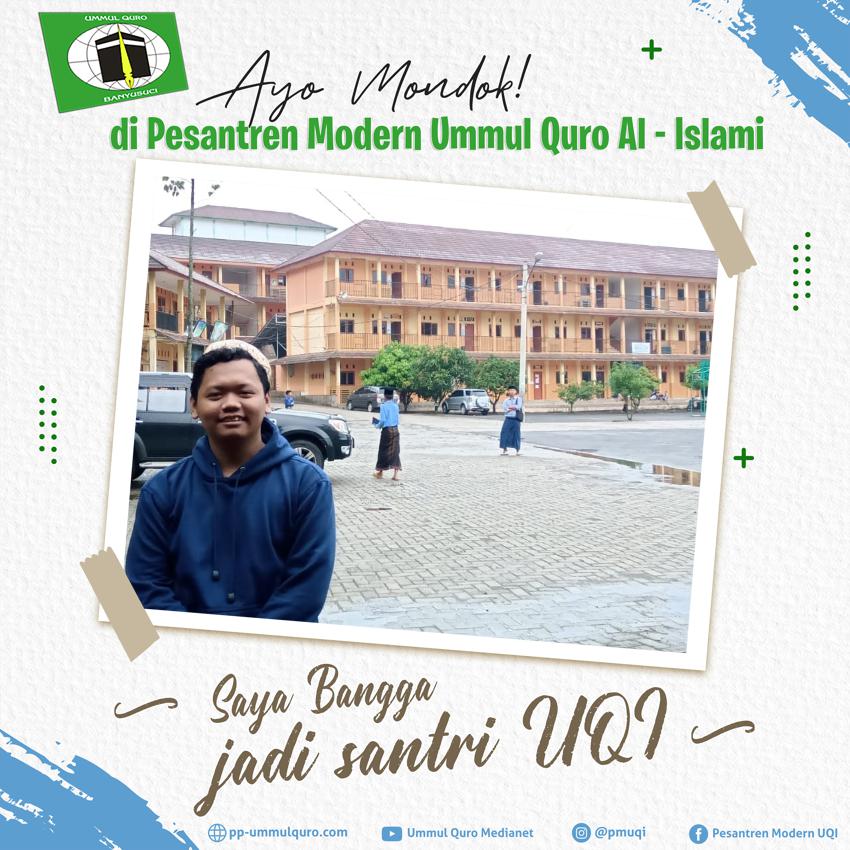 UMMUL QURO
BANYUSUCI
Ayo Mondok!
di Pesantren Modern Ummul Quro Al - Islami
Saya Bangga
jadi santri UQI
pp-ummulquro.com
Ummul Quro Medianet
@pmuqi
Pesantren Modern UQI